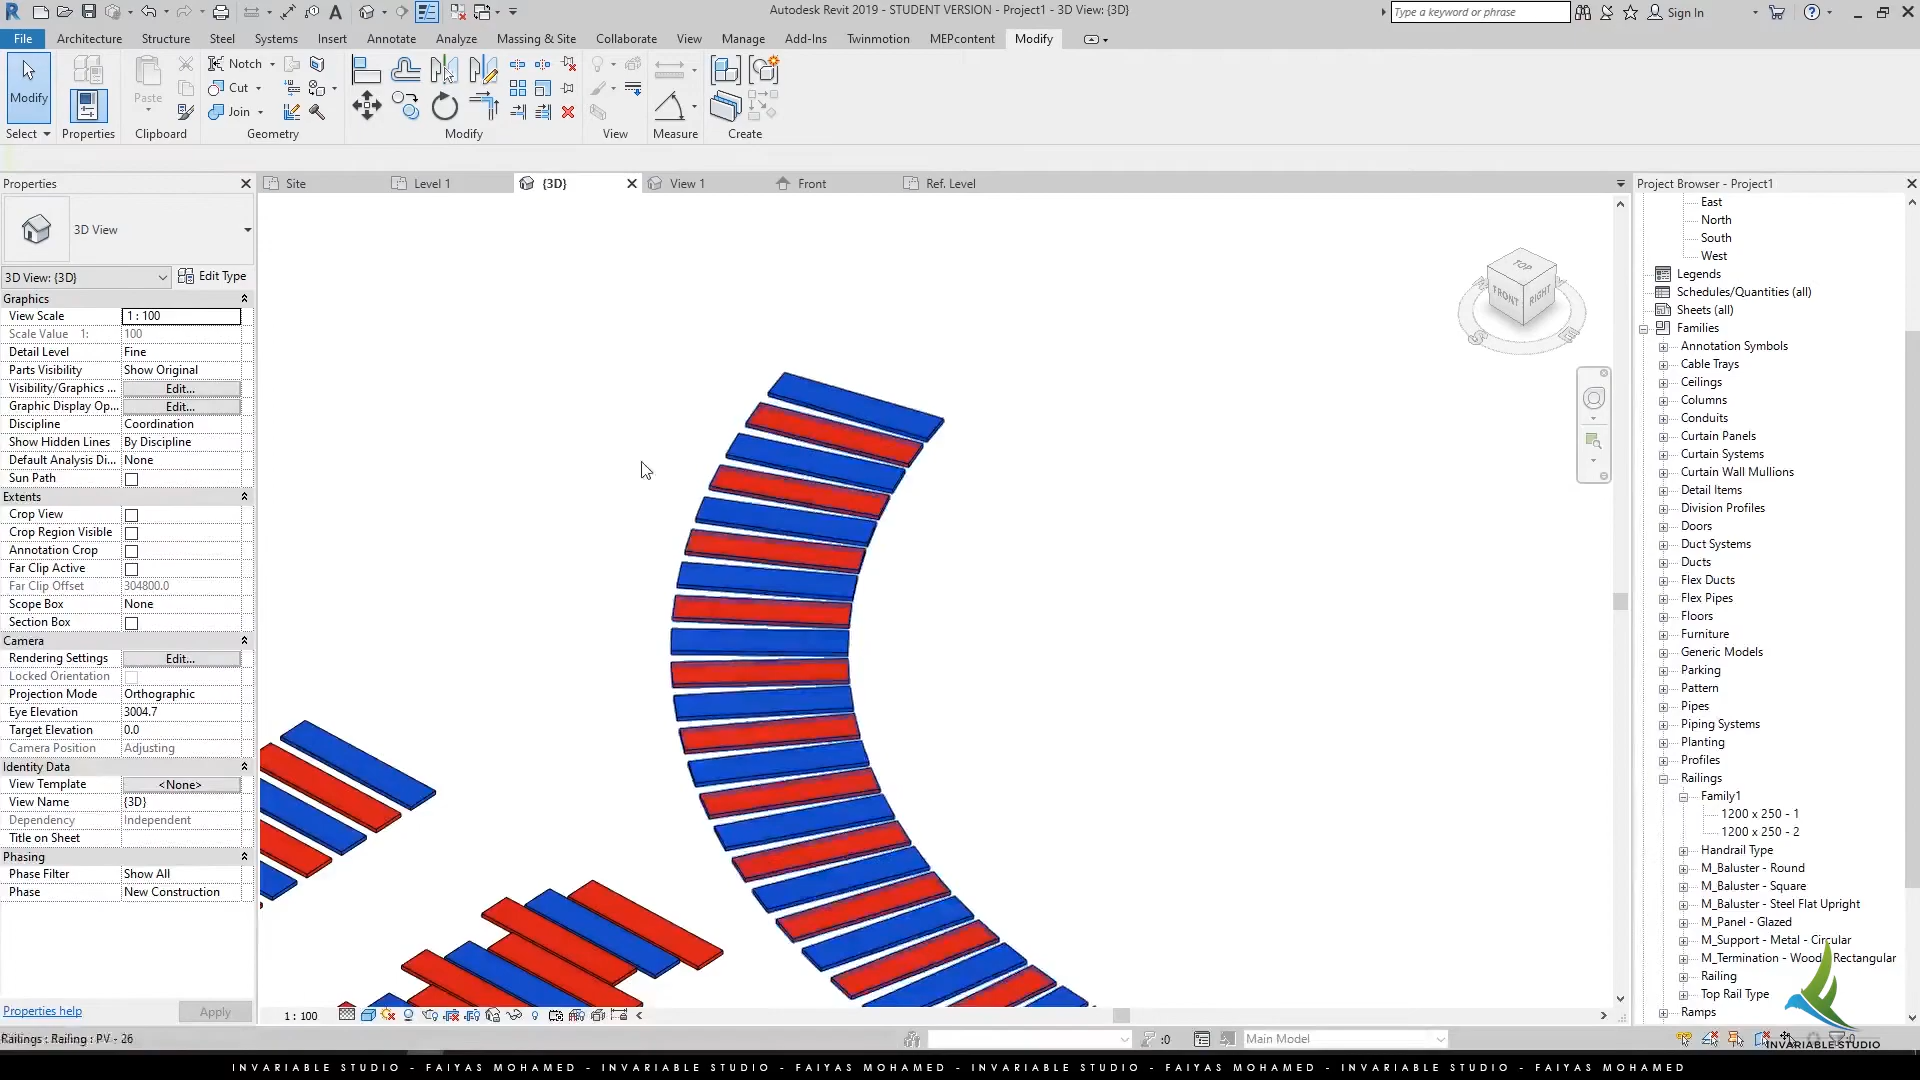 Autodesk Revit 2019 - STUDENT VERSION - Project1 - 3D View: {3D}
Type a keyword or phrase
Sign In
File Architecture Structure Steel Systems Insert Annotate Analyze Massing & Site Collaborate View Manage Add-Ins Twinmotion MEPcontent Modify
Modify
Paste
Notch
Cut
Join
Select Properties Clipboard Geometry Modify View Measure Create
Properties
Site
Level 1
{3D}
View 1
Front
Ref. Level
Project Browser - Project1
3D View
3D View: {3D}
Edit Type
Graphics
View Scale 1 : 100
Scale Value 1: 100
Detail Level Fine
Parts Visibility Show Original
Visibility/Graphics ... Edit...
Graphic Display Op... Edit...
Discipline Coordination
Show Hidden Lines By Discipline
Default Analysis Di... None
Sun Path
Extents
Crop View
Crop Region Visible
Annotation Crop
Far Clip Active
Far Clip Offset 304800.0
Scope Box None
Section Box
Camera
Rendering Settings Edit...
Locked Orientation
Projection Mode Orthographic
Eye Elevation 3004.7
Target Elevation 0.0
Camera Position Adjusting
Identity Data
View Template <None>
View Name {3D}
Dependency Independent
Title on Sheet
Phasing
Phase Filter Show All
Phase New Construction
Properties help
Apply
TOP
FRONT
RIGHT
East
North
South
West
Legends
Schedules/Quantities (all)
Sheets (all)
Families
Annotation Symbols
Cable Trays
Ceilings
Columns
Conduits
Curtain Panels
Curtain Systems
Curtain Wall Mullions
Detail Items
Division Profiles
Doors
Duct Systems
Ducts
Flex Ducts
Flex Pipes
Floors
Furniture
Generic Models
Parking
Pattern
Pipes
Piping Systems
Planting
Profiles
Railings
Family1
1200 x 250 - 1
1200 x 250 - 2
Handrail Type
M_Baluster - Round
M_Baluster - Square
M_Baluster - Steel Flat Upright
M_Panel - Glazed
M_Support - Metal - Circular
M_Termination - Wood - Rectangular
Railing
Top Rail Type
Ramps
1 : 100
Railings : Railing : PV - 26
:0
Main Model
INVARIABLE STUDIO
INVARIABLE STUDIO - FAIYAS MOHAMED - INVARIABLE STUDIO - FAIYAS MOHAMED - INVARIABLE STUDIO - FAIYAS MOHAMED - INVARIABLE STUDIO - FAIYAS MOHAMED